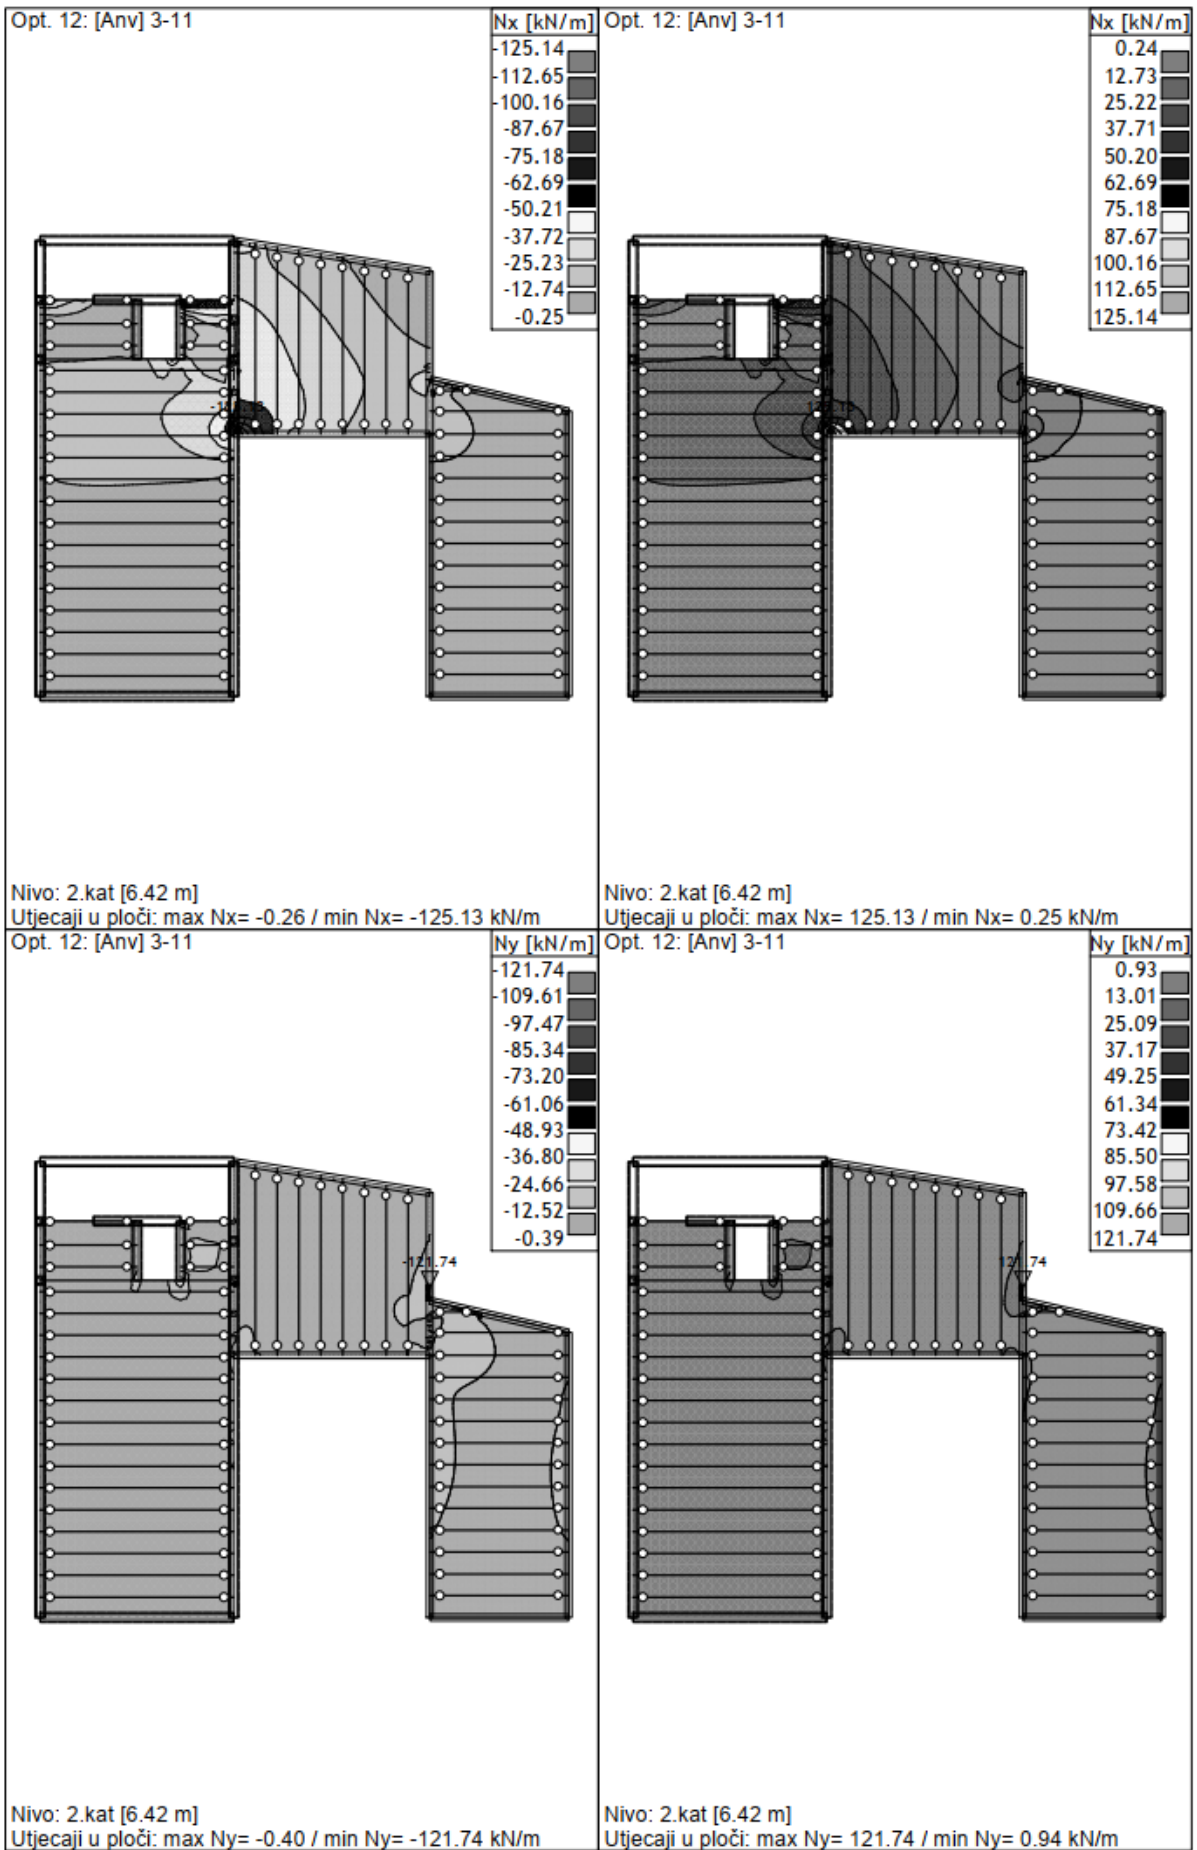 Opt. 12: [Anv] 3-11
Nx [kN/m]
-125.14
-112.65
-100.16
-87.67
-75.18
-62.69
-50.21
-37.72
-25.23
-12.74
-0.25
Nivo: 2.kat [6.42 m]
Utjecaji u ploči: max Nx= -0.26 / min Nx= -125.13 kN/m
Opt. 12: [Anv] 3-11
Nx [kN/m]
0.24
12.73
25.22
37.71
50.20
62.69
75.18
87.67
100.16
112.65
125.14
Nivo: 2.kat [6.42 m]
Utjecaji u ploči: max Nx= 125.13 / min Nx= 0.25 kN/m
Opt. 12: [Anv] 3-11
Ny [kN/m]
-121.74
-109.61
-97.47
-85.34
-73.20
-61.06
-48.93
-36.80
-24.66
-12.52
-0.39
-121.74
Nivo: 2.kat [6.42 m]
Utjecaji u ploči: max Ny= -0.40 / min Ny= -121.74 kN/m
Opt. 12: [Anv] 3-11
Ny [kN/m]
0.93
13.01
25.09
37.17
49.25
61.34
73.42
85.50
97.58
109.66
121.74
121.74
Nivo: 2.kat [6.42 m]
Utjecaji u ploči: max Ny= 121.74 / min Ny= 0.94 kN/m